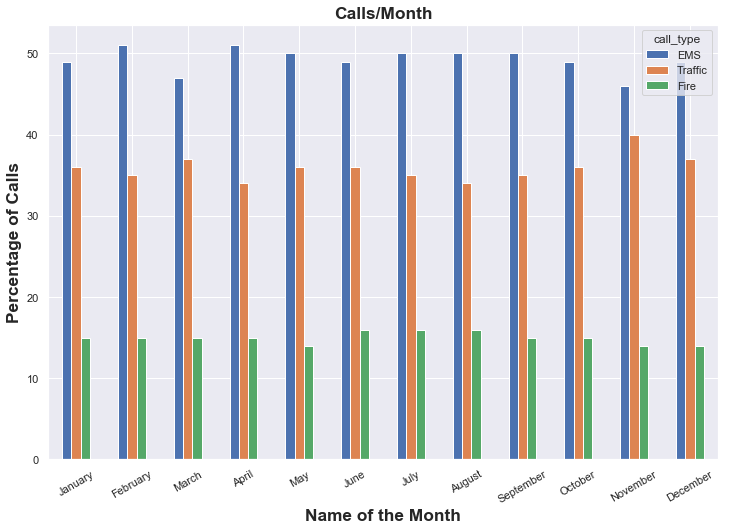 Calls/Month
call_type
EMS
Traffic
Fire
Percentage of Calls
50
40
30
20
10
0
January
February
March
April
May
June
July
August
September
October
November
December
Name of the Month